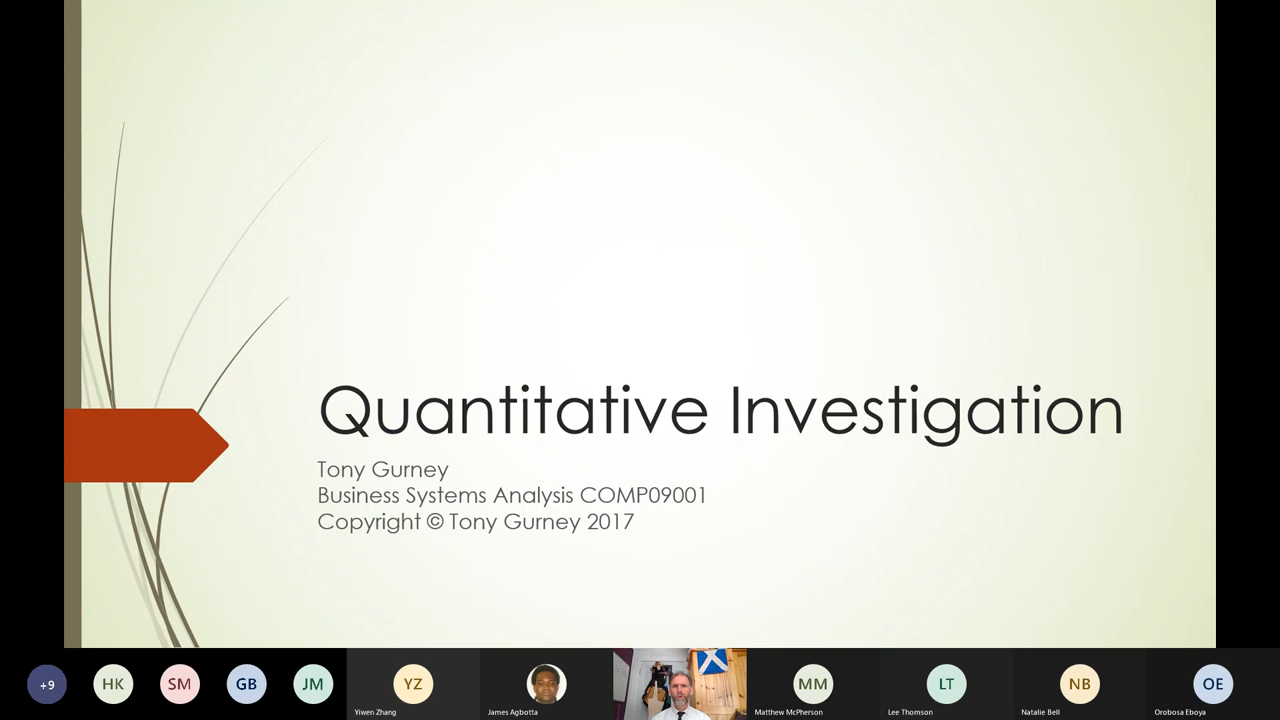 Quantitative Investigation
Tony Gurney
Business Systems Analysis COMP09001
Copyright © Tony Gurney 2017
+9
HK
SM
GB
JM
YZ
Yiwen Zhang
James Agbotta
MM
Matthew McPherson
LT
Lee Thomson
NB
Natalie Bell
OE
Orobosa Eboya